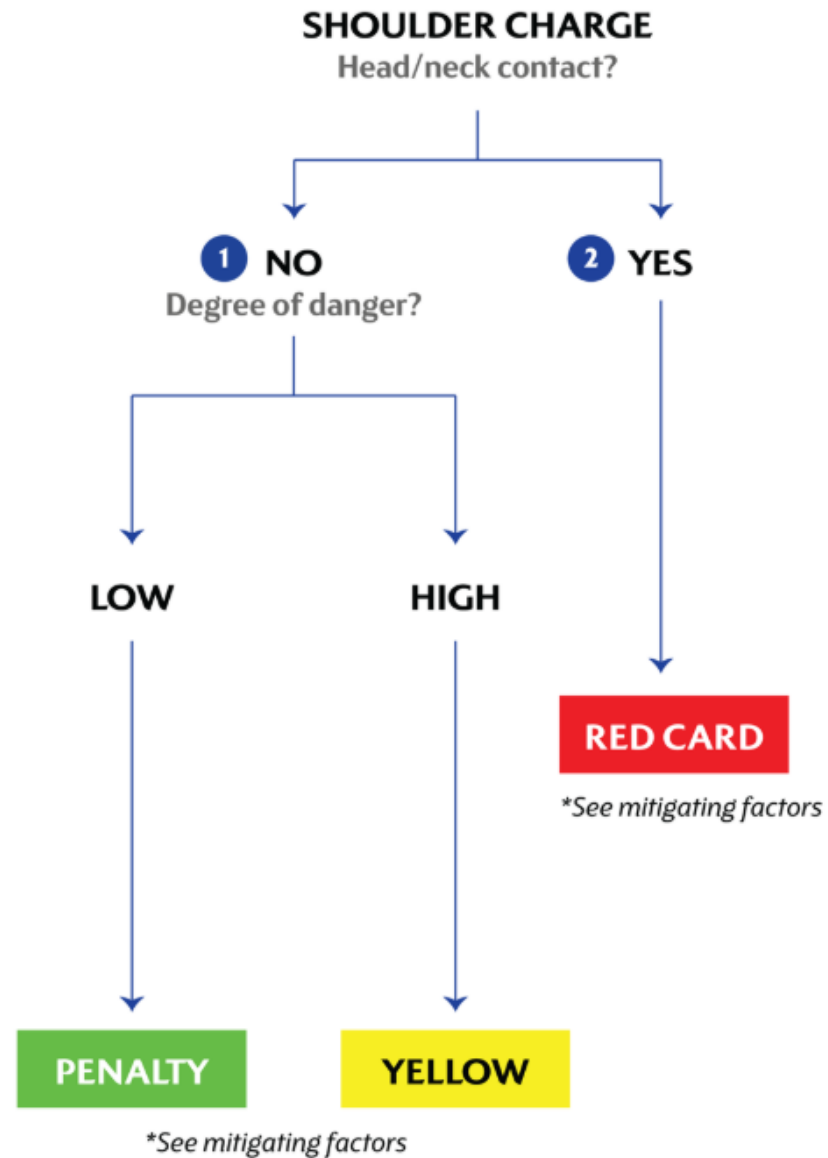 SHOULDER CHARGE
Head/neck contact?
1 NO
Degree of danger?
2 YES
LOW
HIGH
RED CARD
*See mitigating factors
PENALTY
YELLOW
*See mitigating factors